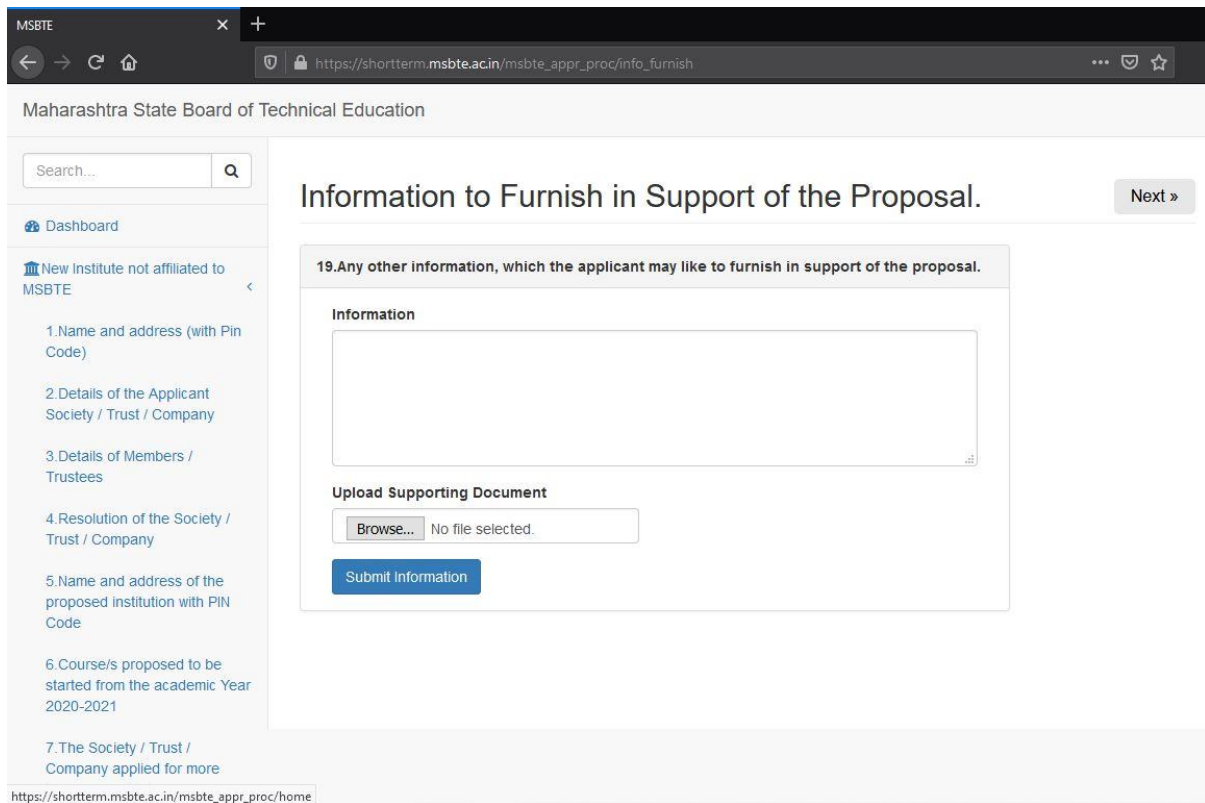 MSBTE
https://shortterm.msbte.ac.in/msbte_appr_proc/info_furnish
Maharashtra State Board of Technical Education
Search...
Dashboard
New Institute not affiliated to
MSBTE
1.Name and address (with Pin
Code)
2.Details of the Applicant
Society / Trust / Company
3.Details of Members /
Trustees
4.Resolution of the Society /
Trust / Company
5.Name and address of the
proposed institution with PIN
Code
6.Course/s proposed to be
started from the academic Year
2020-2021
7.The Society / Trust /
Company applied for more
Information to Furnish in Support of the Proposal.
Next »
19.Any other information, which the applicant may like to furnish in support of the proposal.
Information
Upload Supporting Document
Browse... No file selected.
Submit Information
https://shortterm.msbte.ac.in/msbte_appr_proc/home